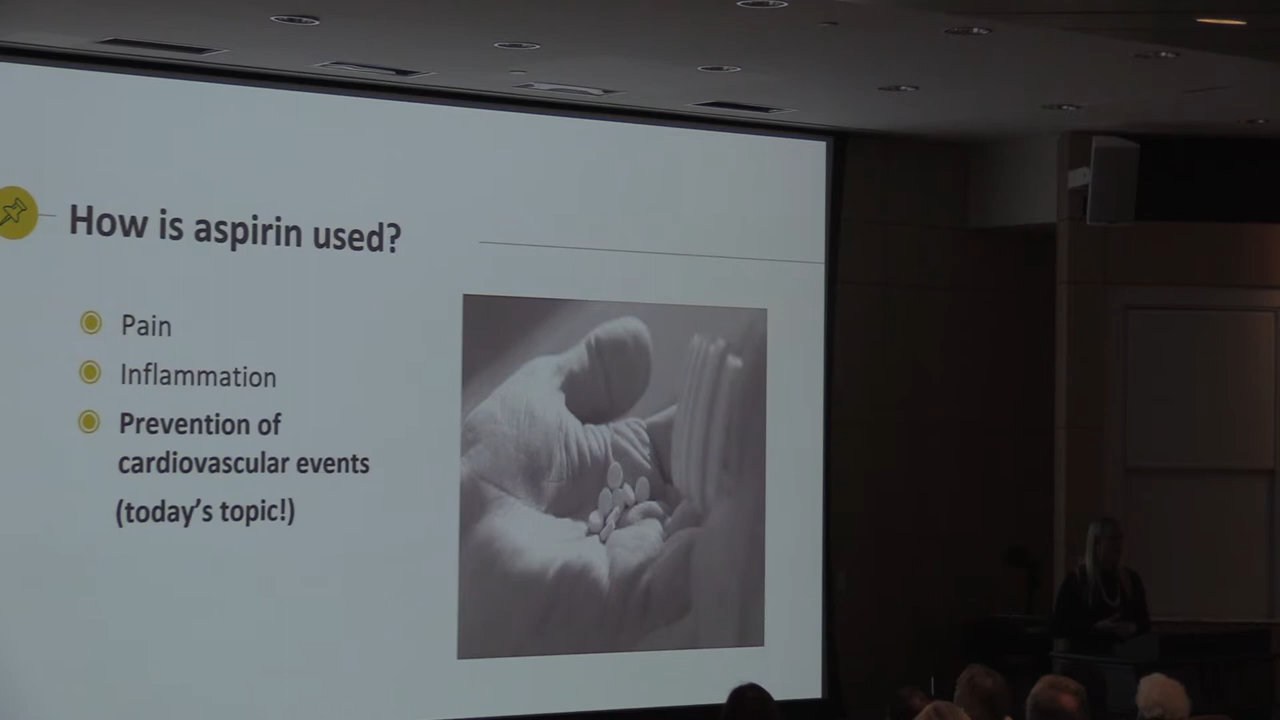 How is aspirin used?
Pain
Inflammation
Prevention of
cardiovascular events
(today's topic!)